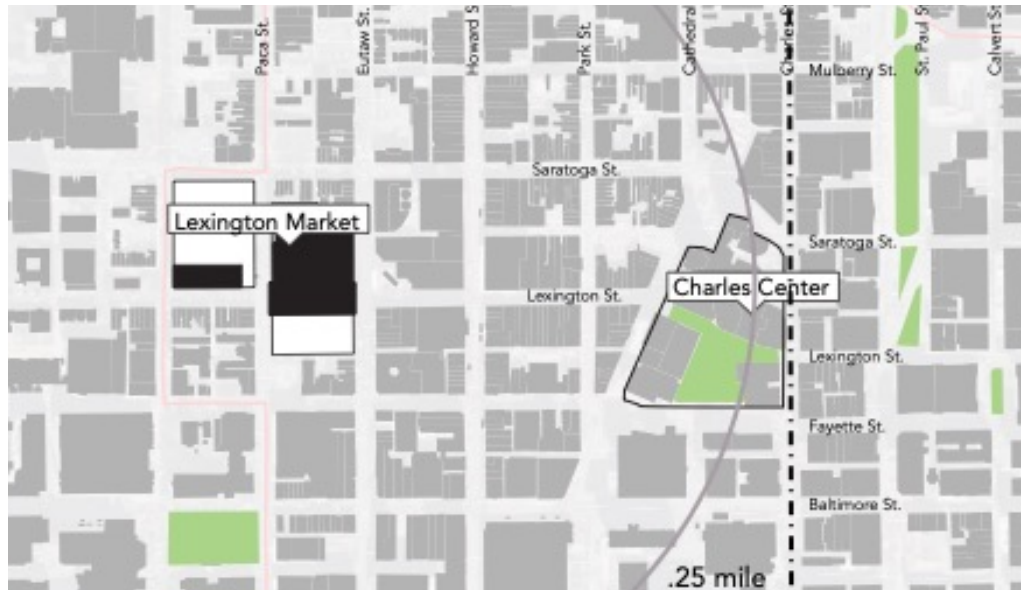 Paca St.
Eutaw St.
Howard S
Park St.
Cathedral
Charles
St. Paul St.
Calvert St
Mulberry St.
Saratoga St.
Lexington Market
Saratoga St.
Charles Center
Lexington St.
Lexington St.
Fayette St.
Baltimore St.
.25 mile